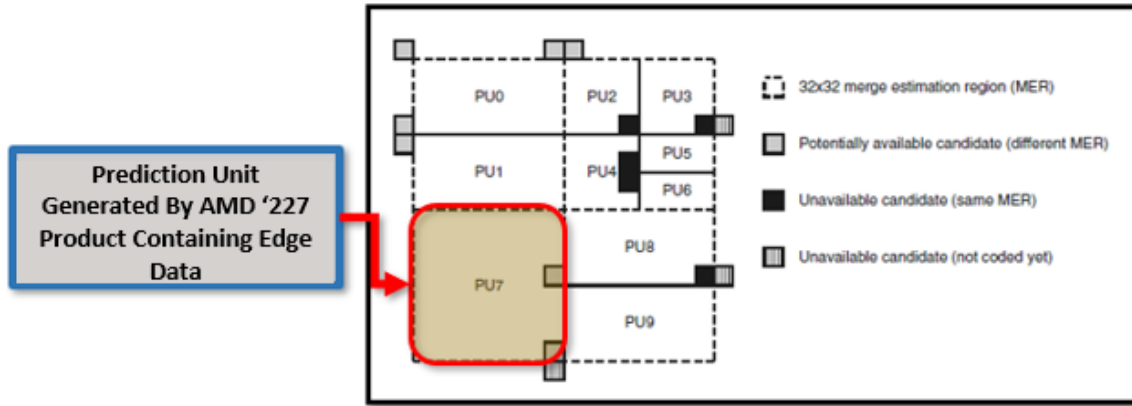 Prediction Unit
Generated By AMD ‘227
Product Containing Edge
Data
PU0
PU2
PU3
PU1
PU4
PU5
PU6
PU7
PU8
PU9
32x32 merge estimation region (MER)
Potentially available candidate (different MER)
Unavailable candidate (same MER)
Unavailable candidate (not coded yet)